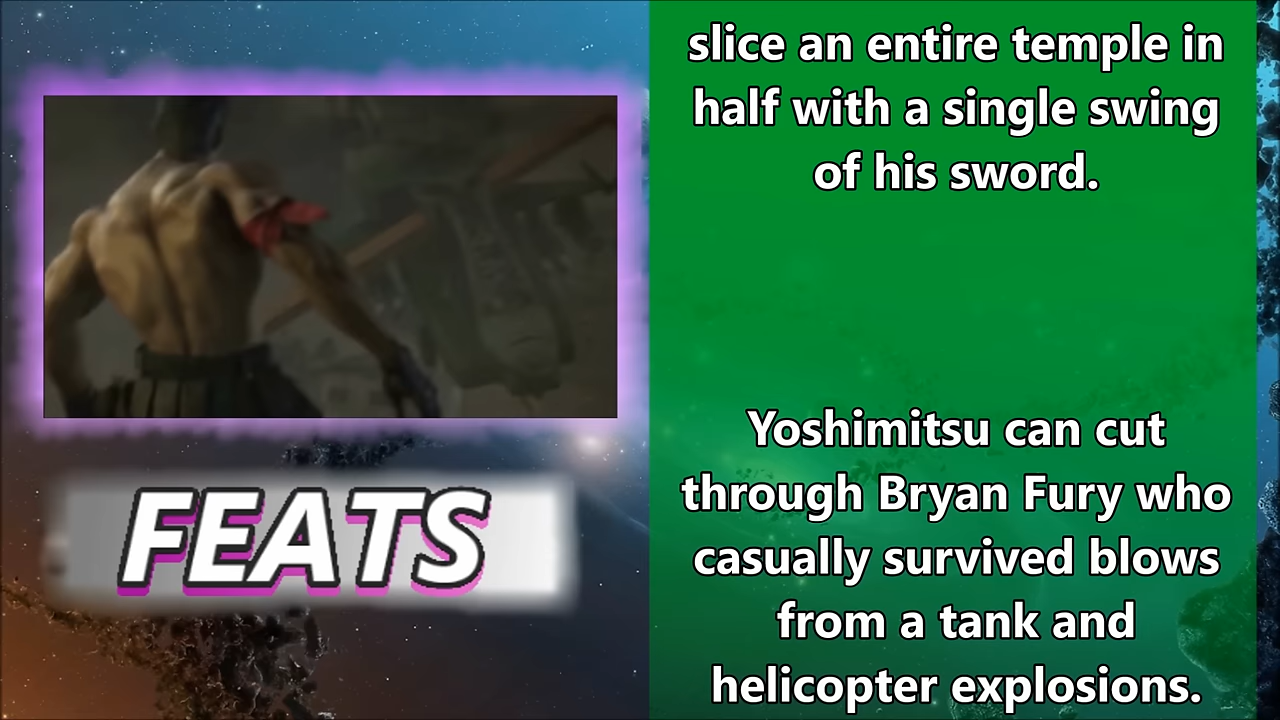 slice an entire temple in
half with a single swing
of his sword.
Yoshimitsu can cut
through Bryan Fury who
casually survived blows
from a tank and
helicopter explosions.
FEATS